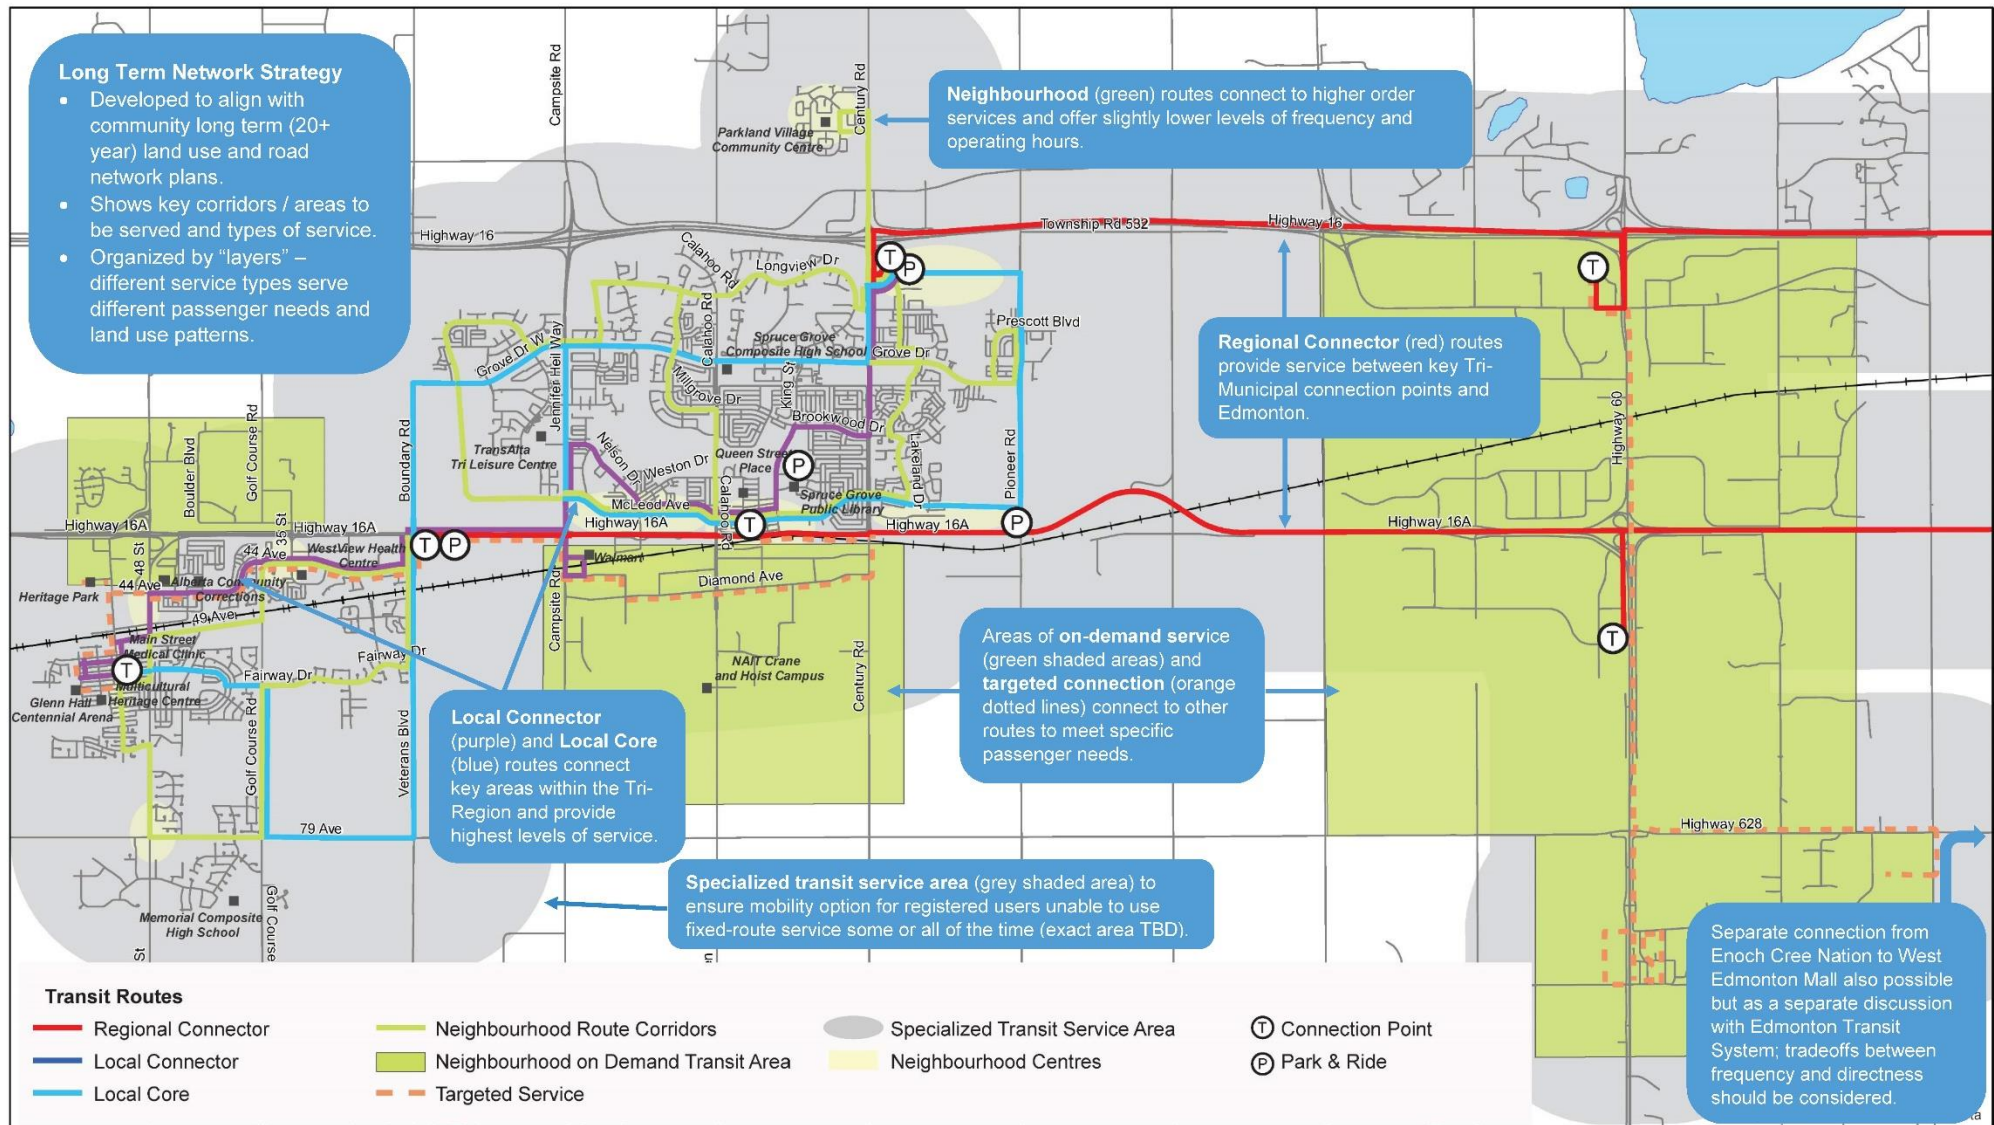 Long Term Network Strategy
• Developed to align with
community long term (20+
year) land use and road
network plans.
• Shows key corridors / areas to
be served and types of service.
• Organized by “layers” –
different service types serve
different passenger needs and
land use patterns.
Campsite Rd
Century Rd
Parkland Village
Community Centre
Neighbourhood (green) routes connect to higher order
services and offer slightly lower levels of frequency and
operating hours.
Highway 16
Township Rd 532
Highway 16
Calahoo Rd
Longview Dr
T
P
T
Prescott Blvd
Grove Dr W
Jennifer Heil Way
Calahoo Rd
Spruce Grove
Composite High School
Grove Dr
King St
Millgrove Dr
Brookwood Dr
Regional Connector (red) routes
provide service between key Tri-
Municipal connection points and
Edmonton.
Highway 60
Boulder Blvd
Golf Course Rd
Boundary Rd
TransAlta
Tri Leisure Centre
Nelson Dr
Weston Dr
Queen Street
Place
P
Lakeland Dr
Pioneer Rd
Calahoo Rd
McLeod Ave
Spruce Grove
Public Library
Highway 16A
35 St
Highway 16A
Highway 16A
T
Highway 16A
P
Highway 16A
48 St
44 Ave
WestView Health
Centre
T
P
Walmart
44 Ave
Alberta Community
Corrections
Heritage Park
Campsite Rd
Diamond Ave
49 Ave
Main Street
Medical Clinic
T
Fairway Dr
Fairway Dr
Multicultural
Heritage Centre
Glenn Hall
Centennial Arena
Golf Course Rd
Veterans Blvd
NAIT Crane
and Hoist Campus
Century Rd
T
Areas of on-demand service
(green shaded areas) and
targeted connection (orange
dotted lines) connect to other
routes to meet specific
passenger needs.
Local Connector
(purple) and Local Core
(blue) routes connect
key areas within the Tri-
Region and provide
highest levels of service.
79 Ave
Highway 628
Specialized transit service area (grey shaded area) to
ensure mobility option for registered users unable to use
fixed-route service some or all of the time (exact area TBD).
Memorial Composite
High School
Golf Course
St
Separate connection from
Enoch Cree Nation to West
Edmonton Mall also possible
but as a separate discussion
with Edmonton Transit
System; tradeoffs between
frequency and directness
should be considered.
Transit Routes
Regional Connector
Local Connector
Local Core
Neighbourhood Route Corridors
Neighbourhood on Demand Transit Area
Targeted Service
Specialized Transit Service Area
Neighbourhood Centres
T Connection Point
P Park & Ride